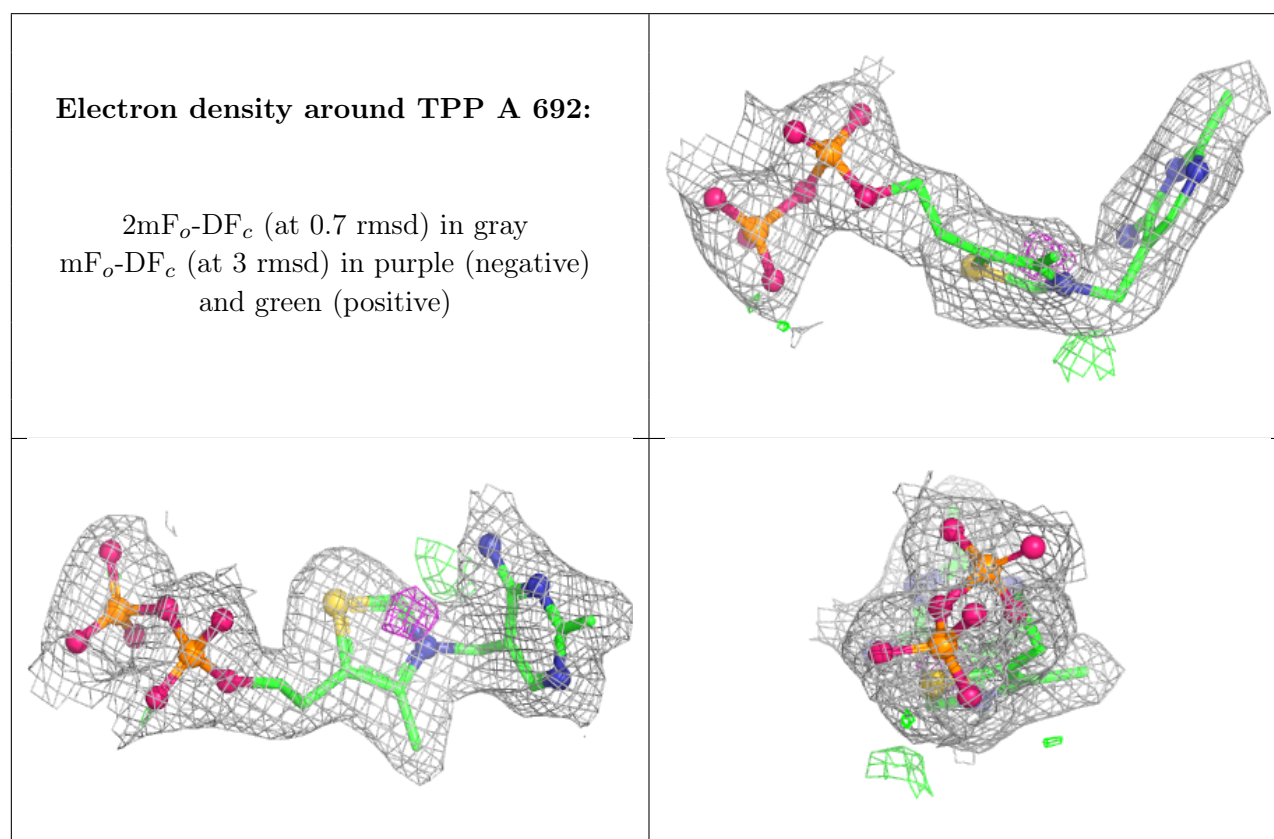 Electron density around TPP A 692:
2mFo-DFc (at 0.7 rmsd) in gray
mFo-DFc (at 3 rmsd) in purple (negative)
and green (positive)